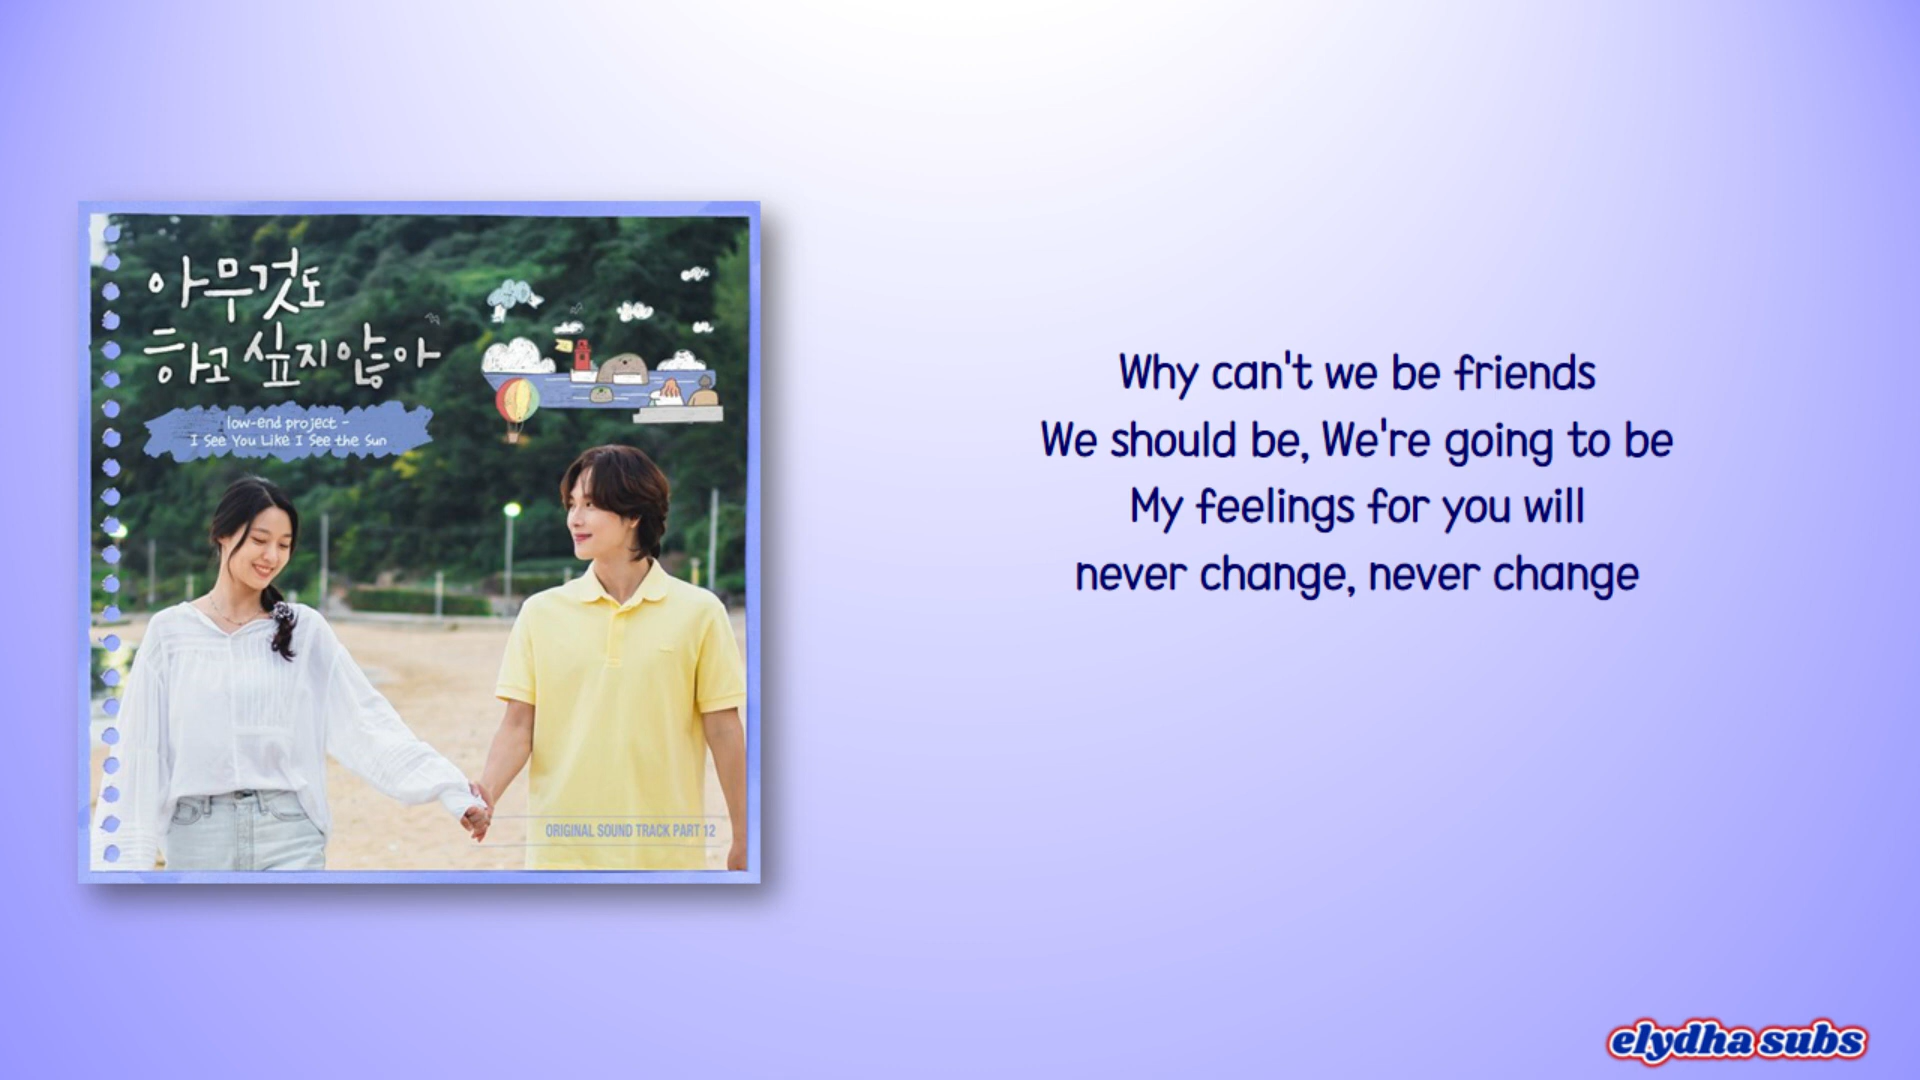 아무것도
하고 싶지 않아
low-end project -
I See You Like I See the Sun
ORIGINAL SOUND TRACK PART 12
Why can't we be friends
We should be, We're going to be
My feelings for you will
never change, never change
elydha subs